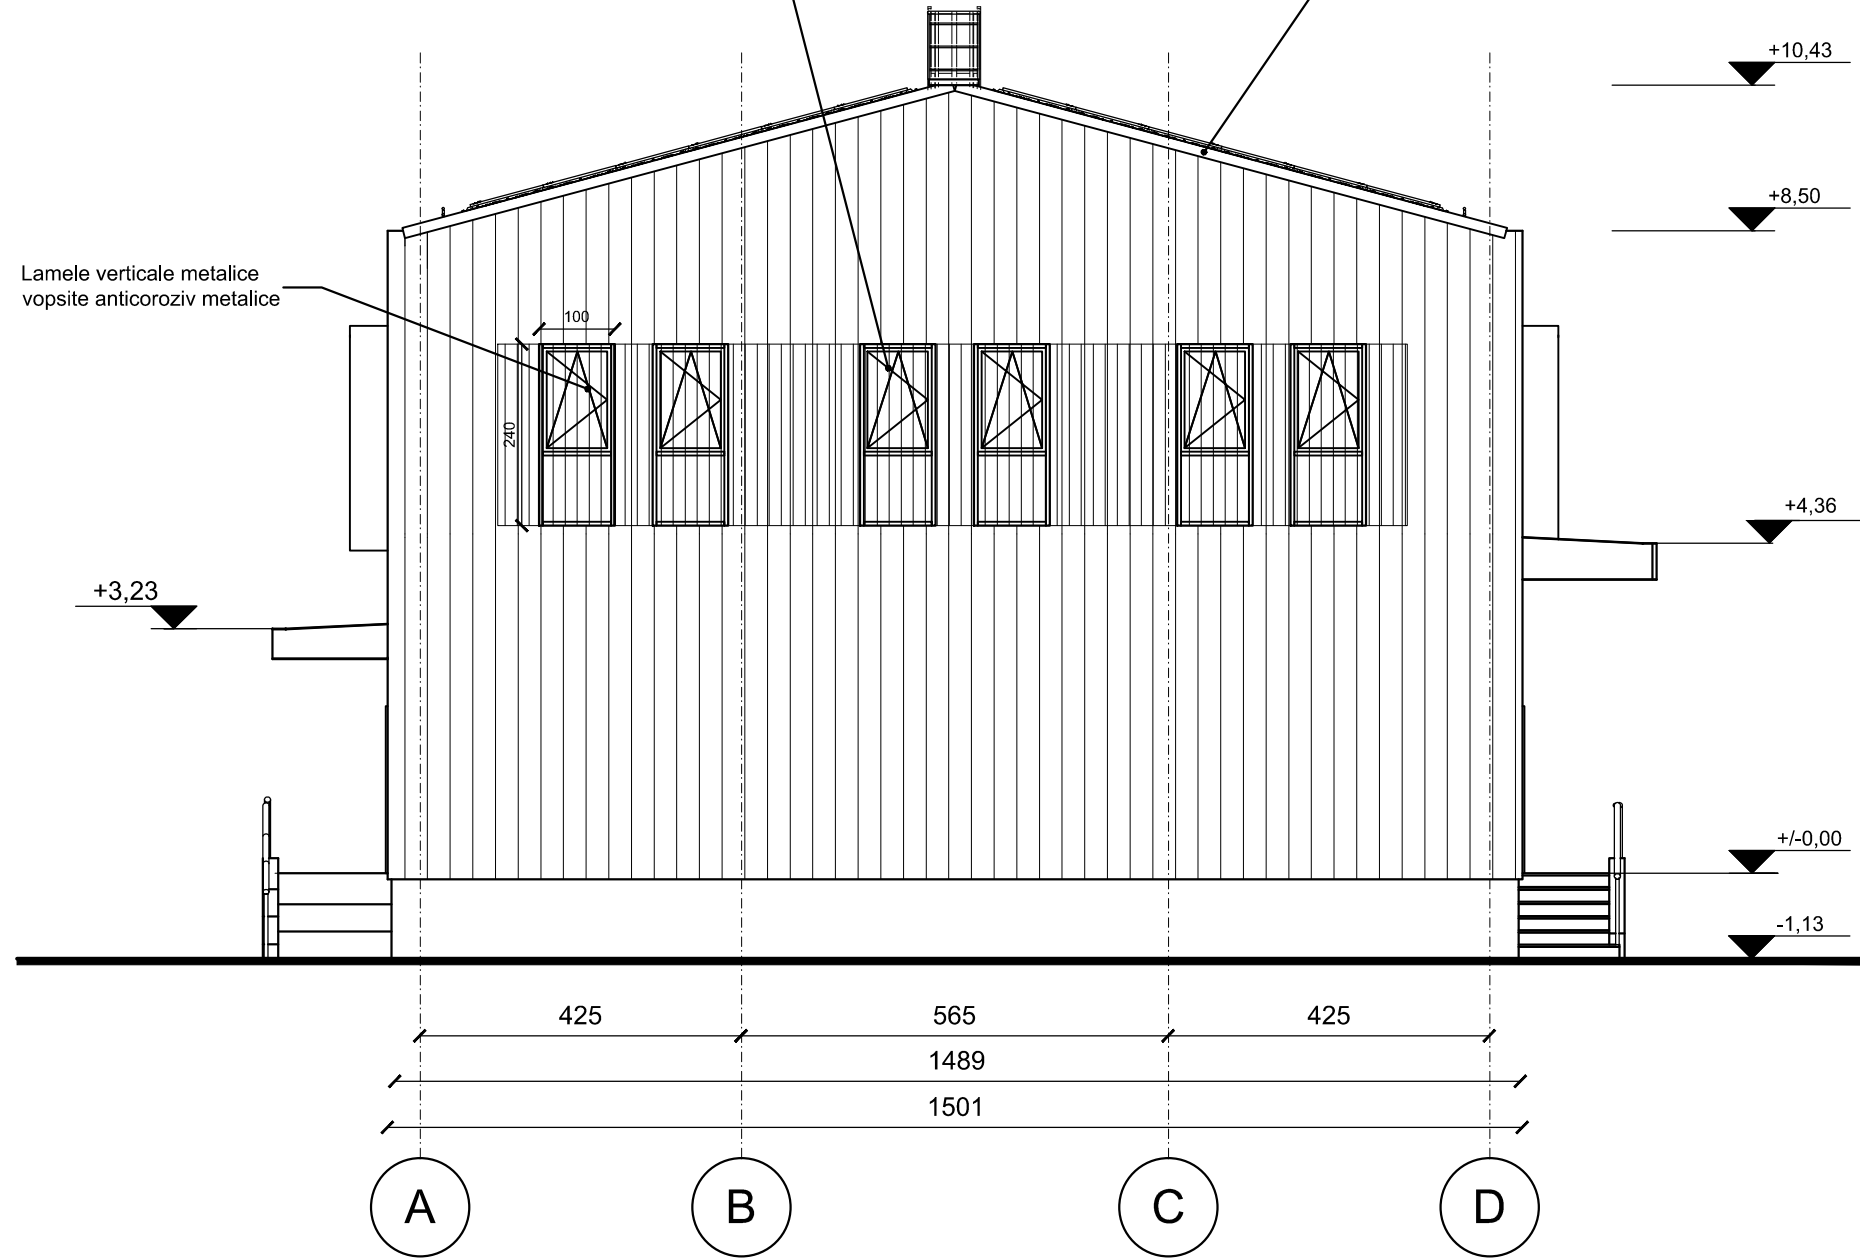 +10,43
+8,50
Lamele verticale metalice
vopsite anticoroziv metalice
100
240
+4,36
+3,23
+/-0,00
-1,13
425
565
425
1489
1501
A
B
C
D